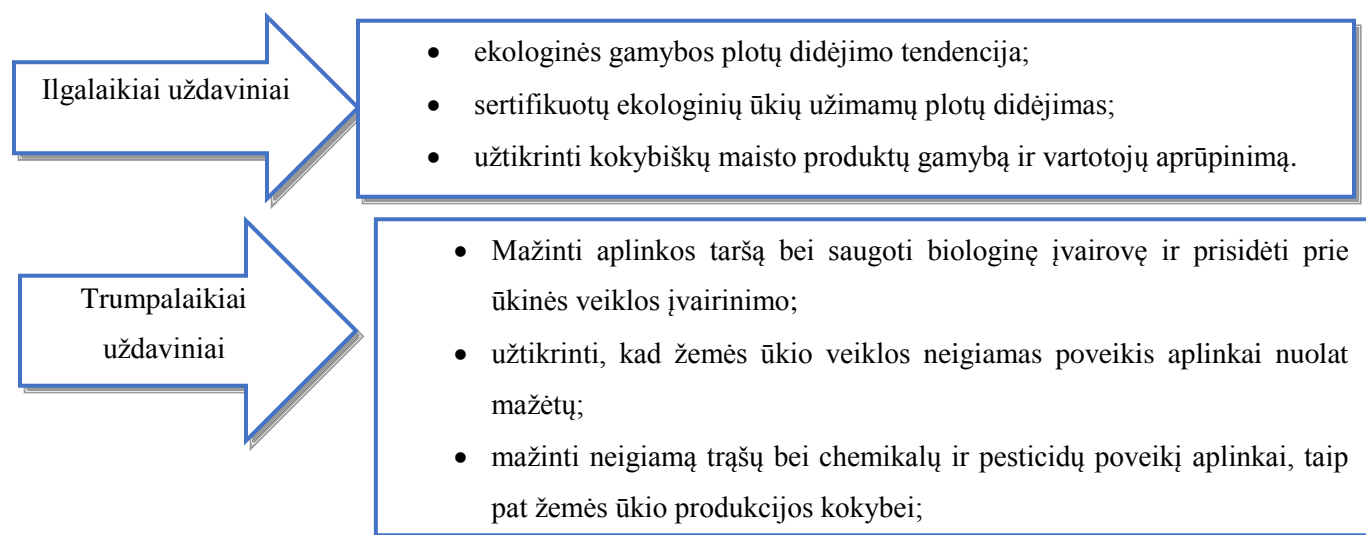 Ilgalaikiai uždaviniai
• ekologinės gamybos plotų didėjimo tendencija;
• sertifikuotų ekologinių ūkių užimamų plotų didėjimas;
• užtikrinti kokybiškų maisto produktų gamybą ir vartotojų aprūpinimą.
Trumpalaikiai
uždaviniai
• Mažinti aplinkos taršą bei saugoti biologinę įvairovę ir prisidėti prie
ūkinės veiklos įvairinimo;
• užtikrinti, kad žemės ūkio veiklos neigiamas poveikis aplinkai nuolat
mažėtų;
• mažinti neigiamą trąšų bei chemikalų ir pesticidų poveikį aplinkai, taip
pat žemės ūkio produkcijos kokybei;